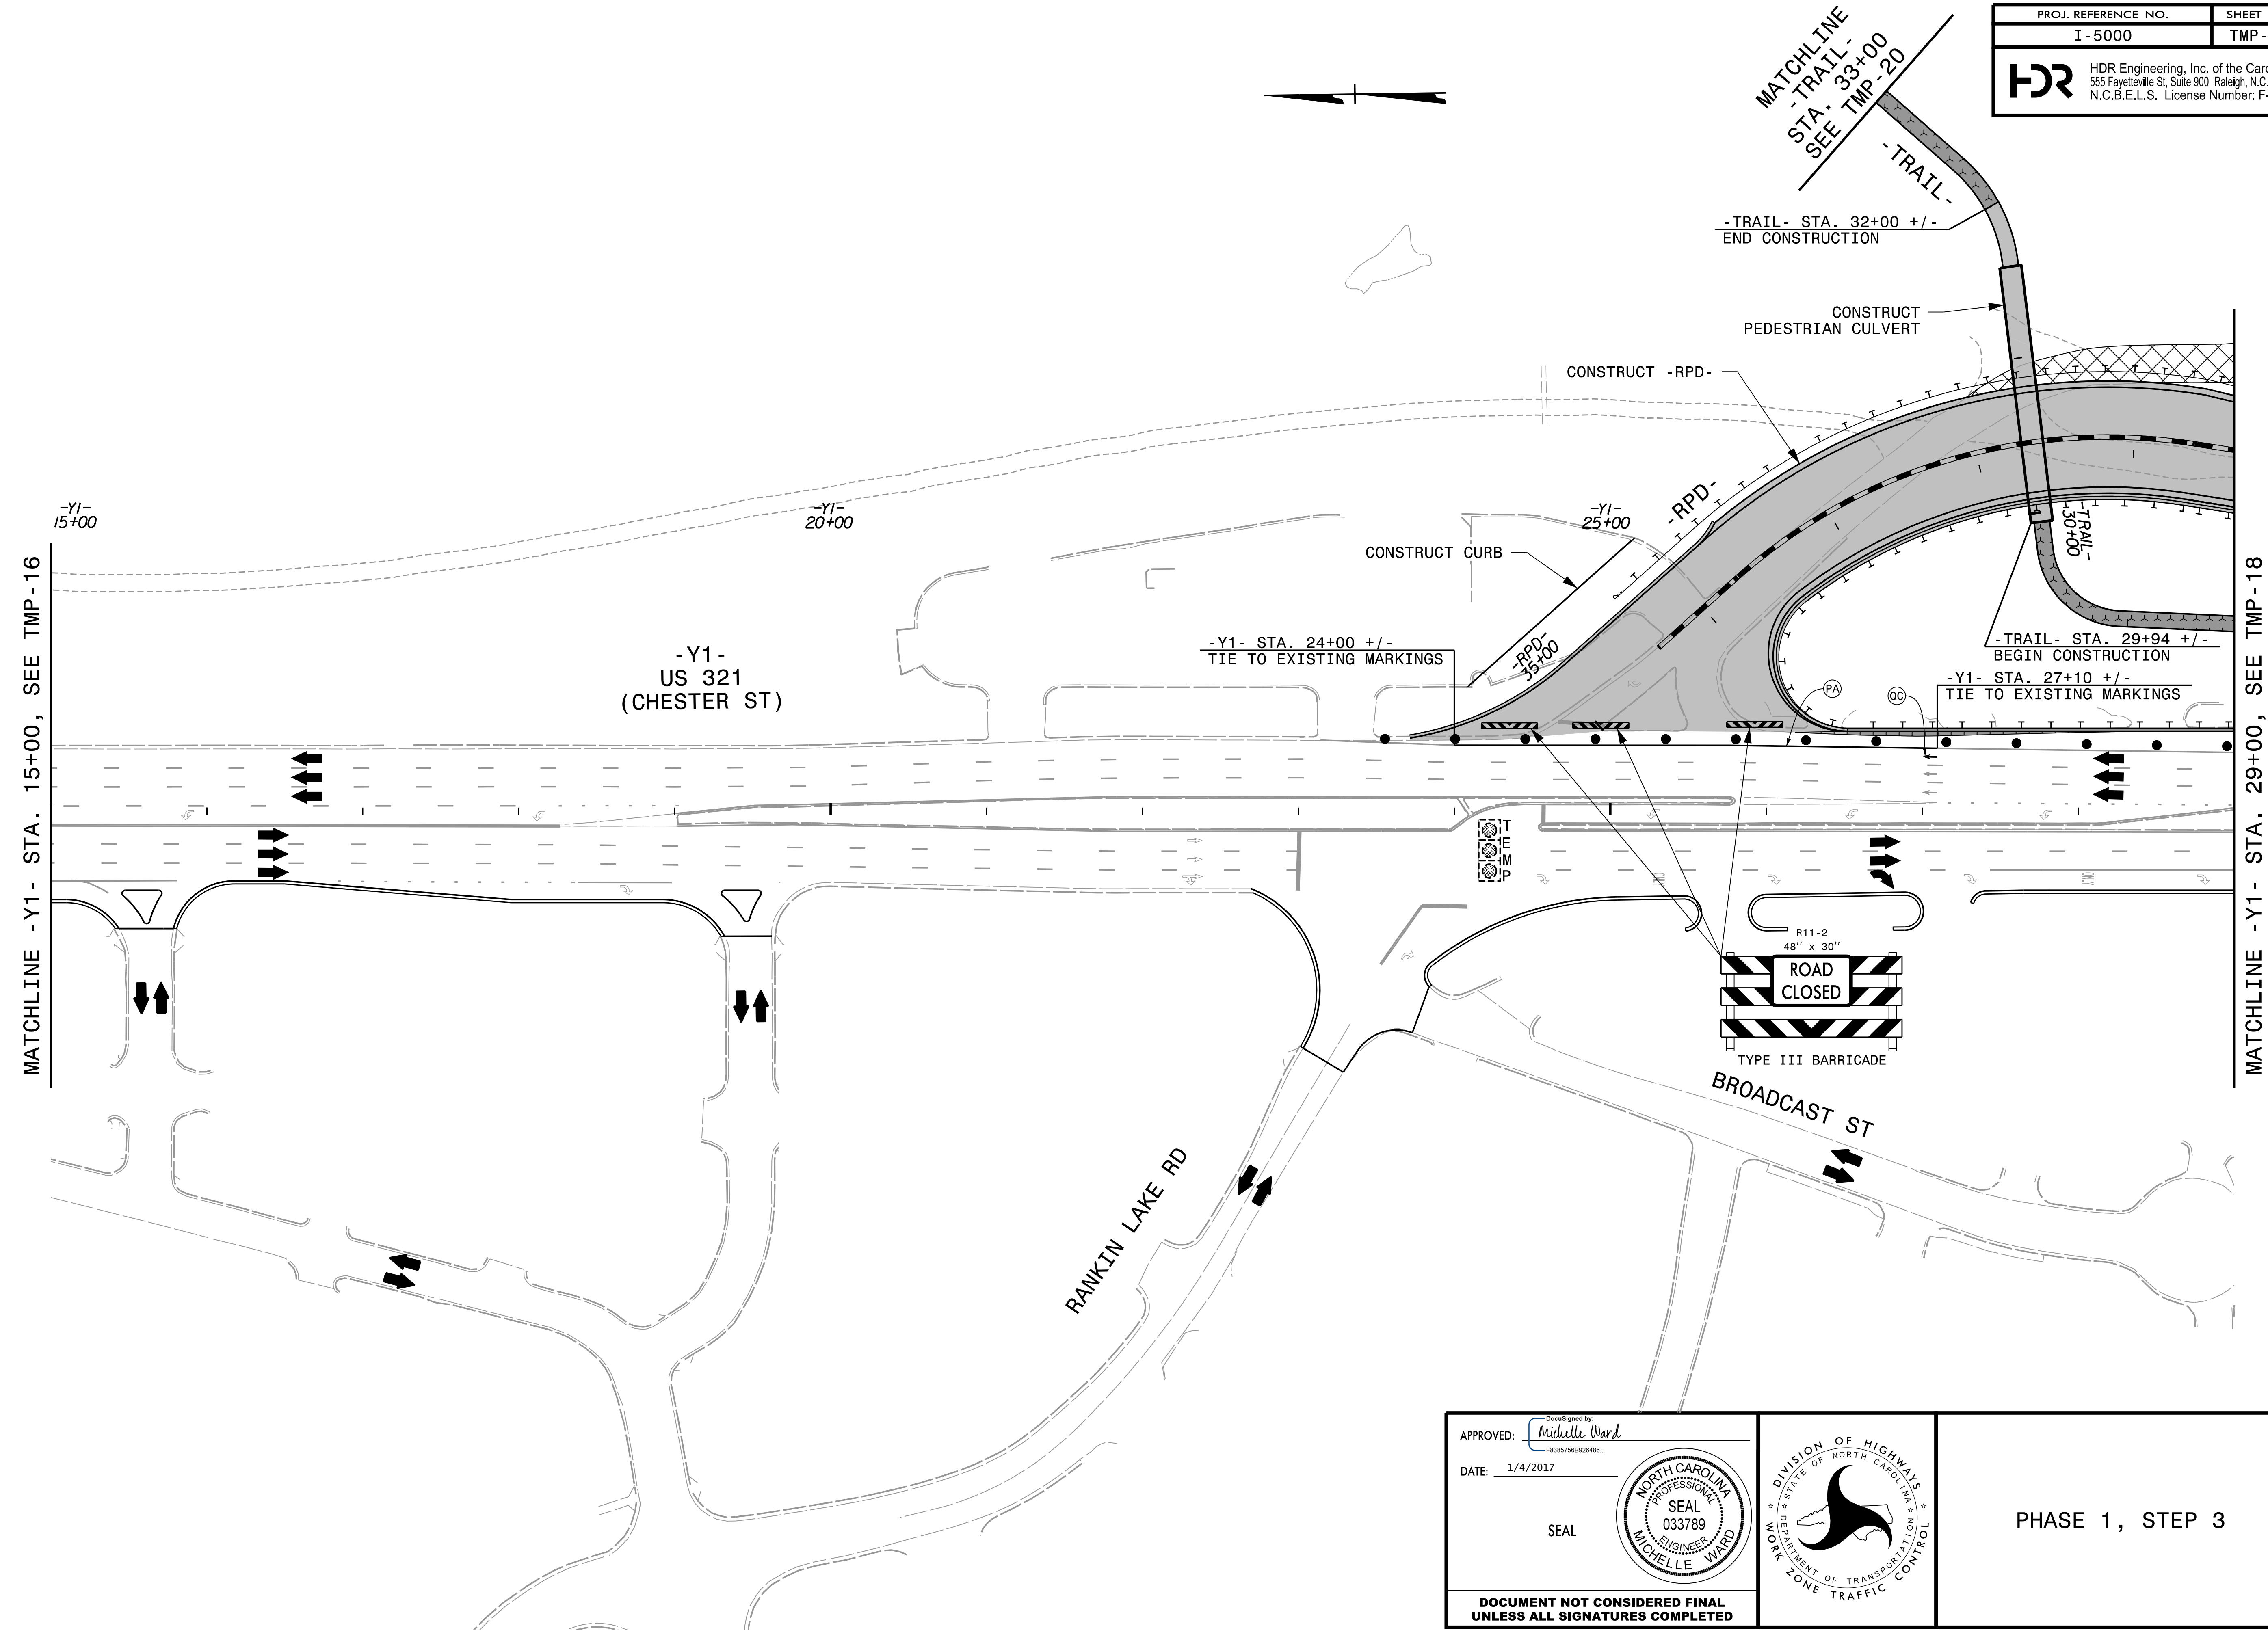 PROJ. REFERENCE NO.
SHEET
I-5000
TMP-
HDR
HDR Engineering, Inc. of the Caro
555 Fayetteville St, Suite 900 Raleigh, N.C.
N.C.B.E.L.S. License Number: F-
MATCHLINE
-TRAIL-
STA. 33+00
SEE TMP-20
-TRAIL-
-TRAIL- STA. 32+00 +/-
END CONSTRUCTION
CONSTRUCT
PEDESTRIAN CULVERT
CONSTRUCT -RPD-
-RPD-
-Y1-
15+00
-Y1-
20+00
-Y1-
25+00
CONSTRUCT CURB
-TRAIL-
30+00
-RPD-
35+00
-Y1- STA. 24+00 +/-
TIE TO EXISTING MARKINGS
-TRAIL- STA. 29+94 +/-
BEGIN CONSTRUCTION
-Y1- STA. 27+10 +/-
TIE TO EXISTING MARKINGS
PA
QC
-Y1-
US 321
(CHESTER ST)
MATCHLINE -Y1- STA. 15+00, SEE TMP-16
MATCHLINE -Y1- STA. 29+00, SEE TMP-18
TEMP
ONLY
ONLY
R11-2
48" x 30"
ROAD
CLOSED
TYPE III BARRICADE
BROADCAST ST
RANKIN LAKE RD
APPROVED:
DocuSigned by:
Michelle Ward
F8385756B926486...
DATE: 1/4/2017
SEAL
NORTH CAROLINA
PROFESSIONAL
SEAL
033789
ENGINEER
MICHELLE WARD
DOCUMENT NOT CONSIDERED FINAL
UNLESS ALL SIGNATURES COMPLETED
DIVISION OF HIGHWAYS
STATE OF NORTH CAROLINA
DEPARTMENT OF TRANSPORTATION
WORK ZONE TRAFFIC CONTROL
PHASE 1, STEP 3